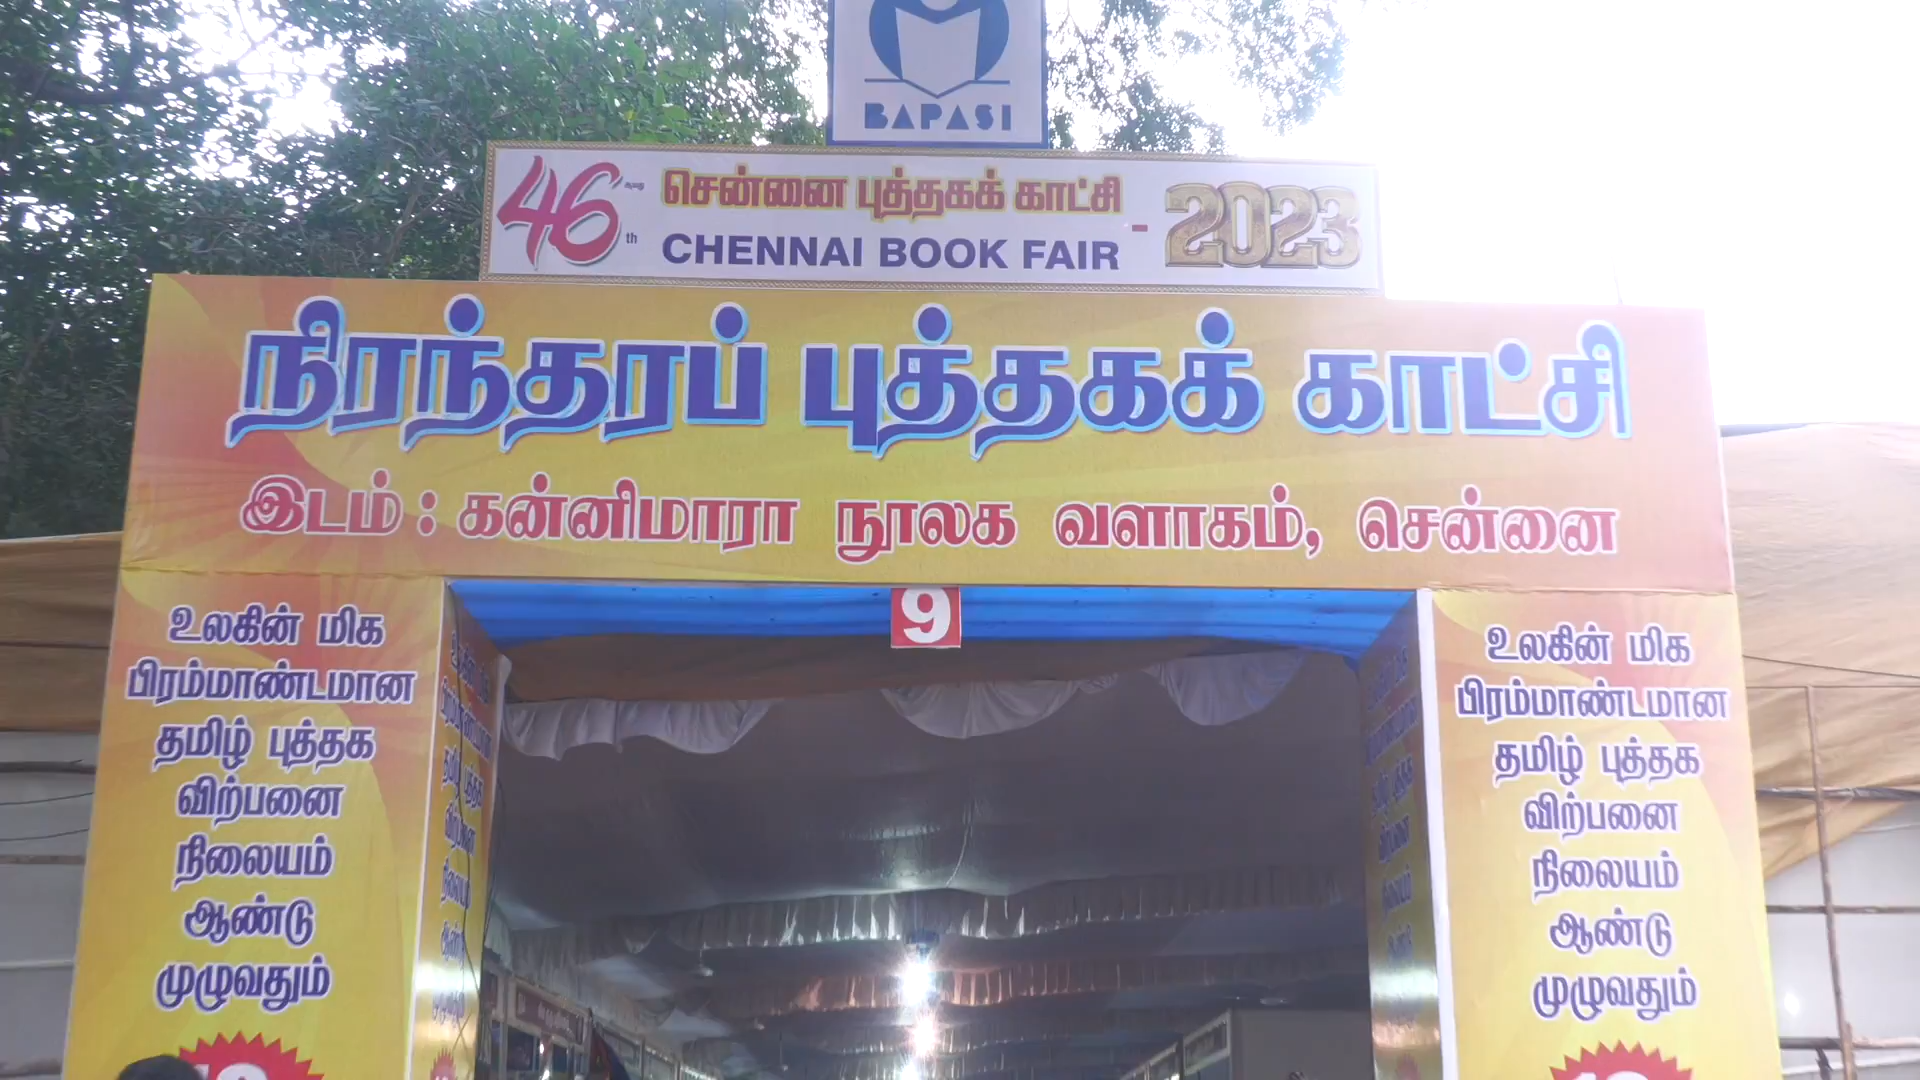 BAPASI
46th சென்னை புத்தகக் காட்சி - 2023
CHENNAI BOOK FAIR
நிரந்தரப் புத்தகக் காட்சி
இடம் : கன்னிமாரா நூலக வளாகம், சென்னை
9
உலகின் மிக
பிரம்மாண்டமான
தமிழ் புத்தக
விற்பனை
நிலையம்
ஆண்டு
முழுவதும்
உலகின் மிக
பிரம்மாண்டமான
தமிழ் புத்தக
விற்பனை
நிலையம்
ஆண்டு
முழுவதும்